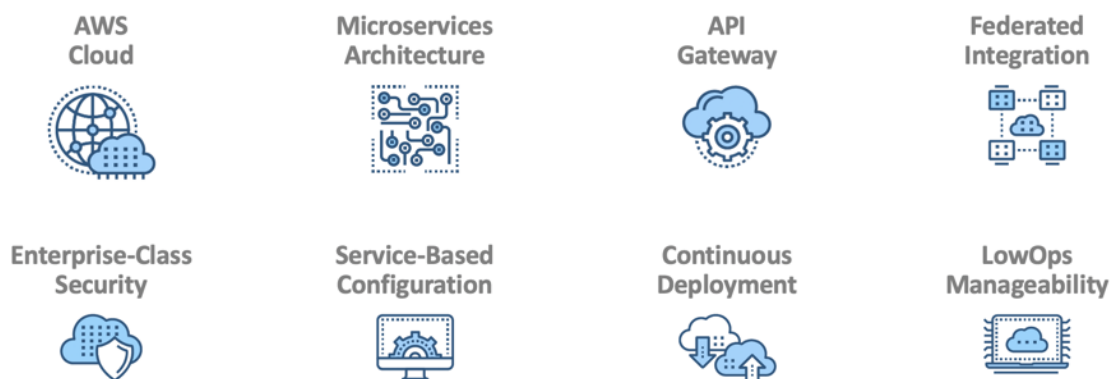 AWS
Cloud
Microservices
Architecture
API
Gateway
Federated
Integration
Enterprise-Class
Security
Service-Based
Configuration
Continuous
Deployment
LowOps
Manageability